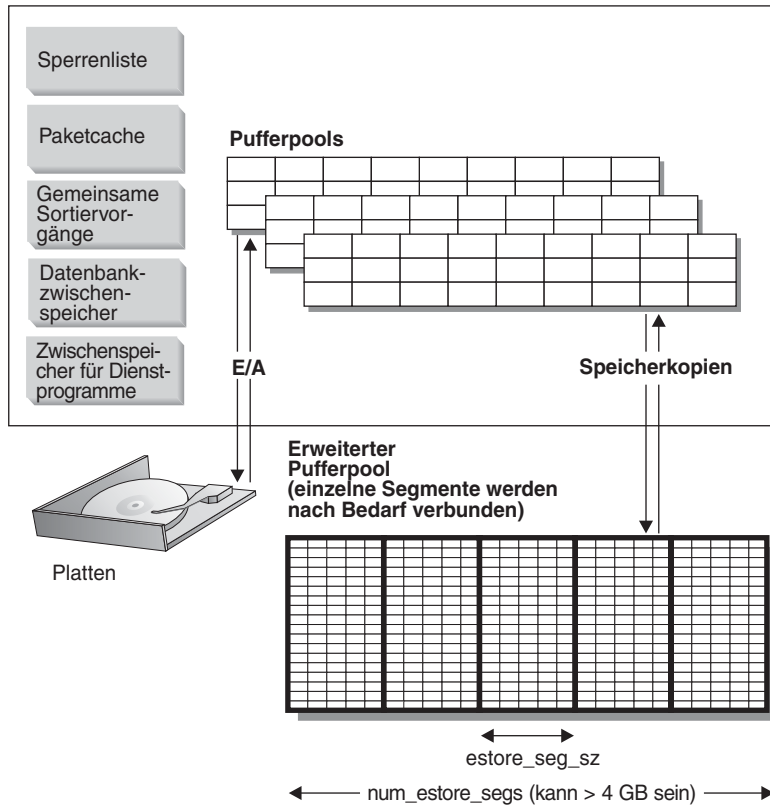 Sperrenliste
Paketcache
Gemeinsame
Sortiervor-
gänge
Datenbank-
zwischen-
speicher
Zwischenspei-
cher für Dienst-
programme
Pufferpools
E/A
Speicherkopien
Platten
Erweiterter
Pufferpool
(einzelne Segmente werden
nach Bedarf verbunden)
estore_seg_sz
num_estore_segs (kann > 4 GB sein)